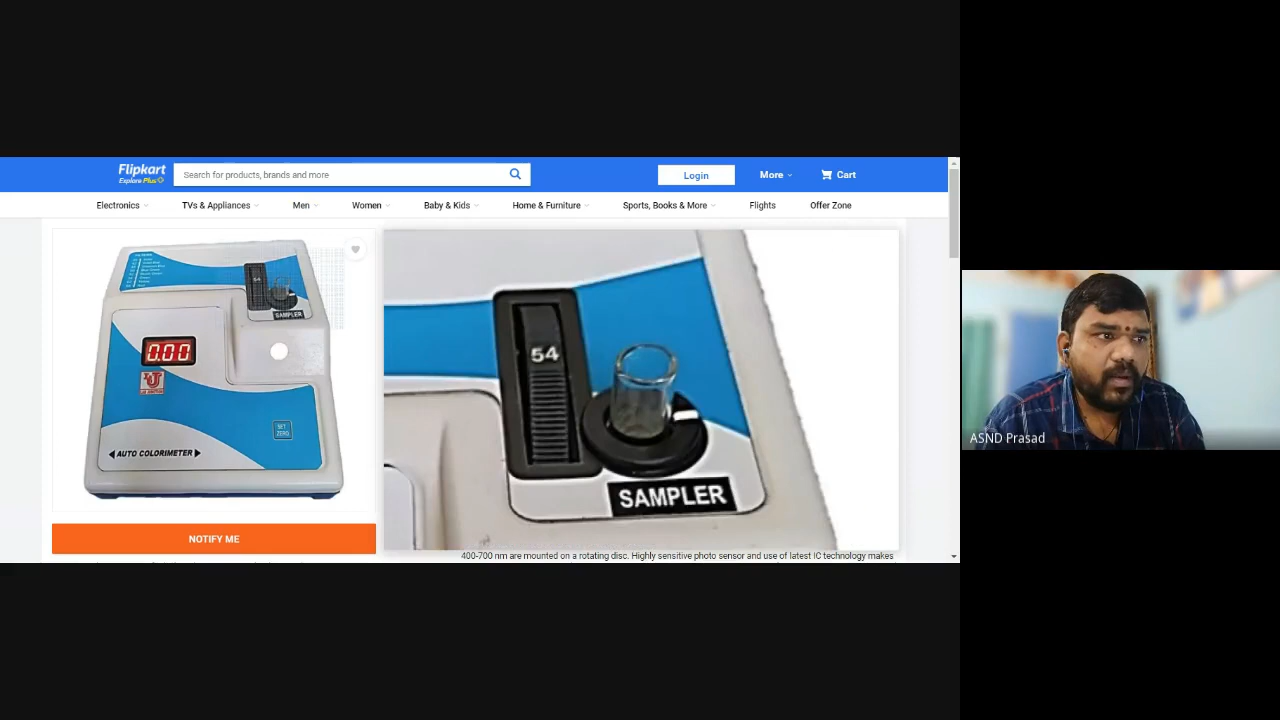 Flipkart
Explore Plus
Search for products, brands and more
Login
More
Cart
Electronics
TVs & Appliances
Men
Women
Baby & Kids
Home & Furniture
Sports, Books & More
Flights
Offer Zone
54
SAMPLER
0.00
SET
ZERO
AUTO COLORIMETER
54
SAMPLER
NOTIFY ME
400-700 nm are mounted on a rotating disc. Highly sensitive photo sensor and use of latest IC technology makes
ASND Prasad